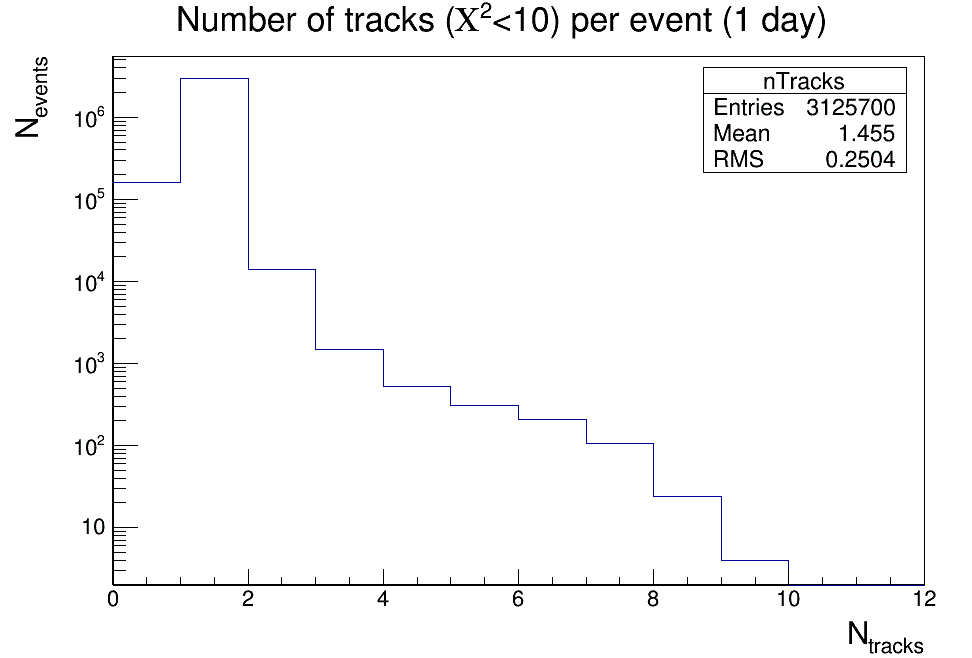 Number of tracks (Χ²<10) per event (1 day)
N_events
nTracks
Entries 3125700
Mean 1.455
RMS 0.2504
10⁶
10⁵
10⁴
10³
10²
10
0 2 4 6 8 10 12
N_tracks